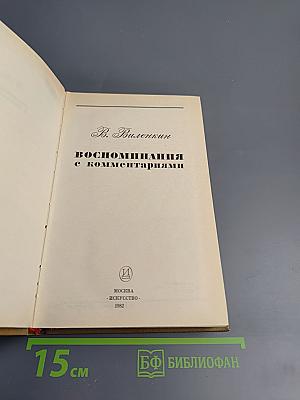 В. Виленкин
ВОСПОМИНАНИЯ
С КОММЕНТАРИЯМИ
И
МОСКВА
·ИСКУССТВО·
1982
15 см
БФ БИБЛИОФАН